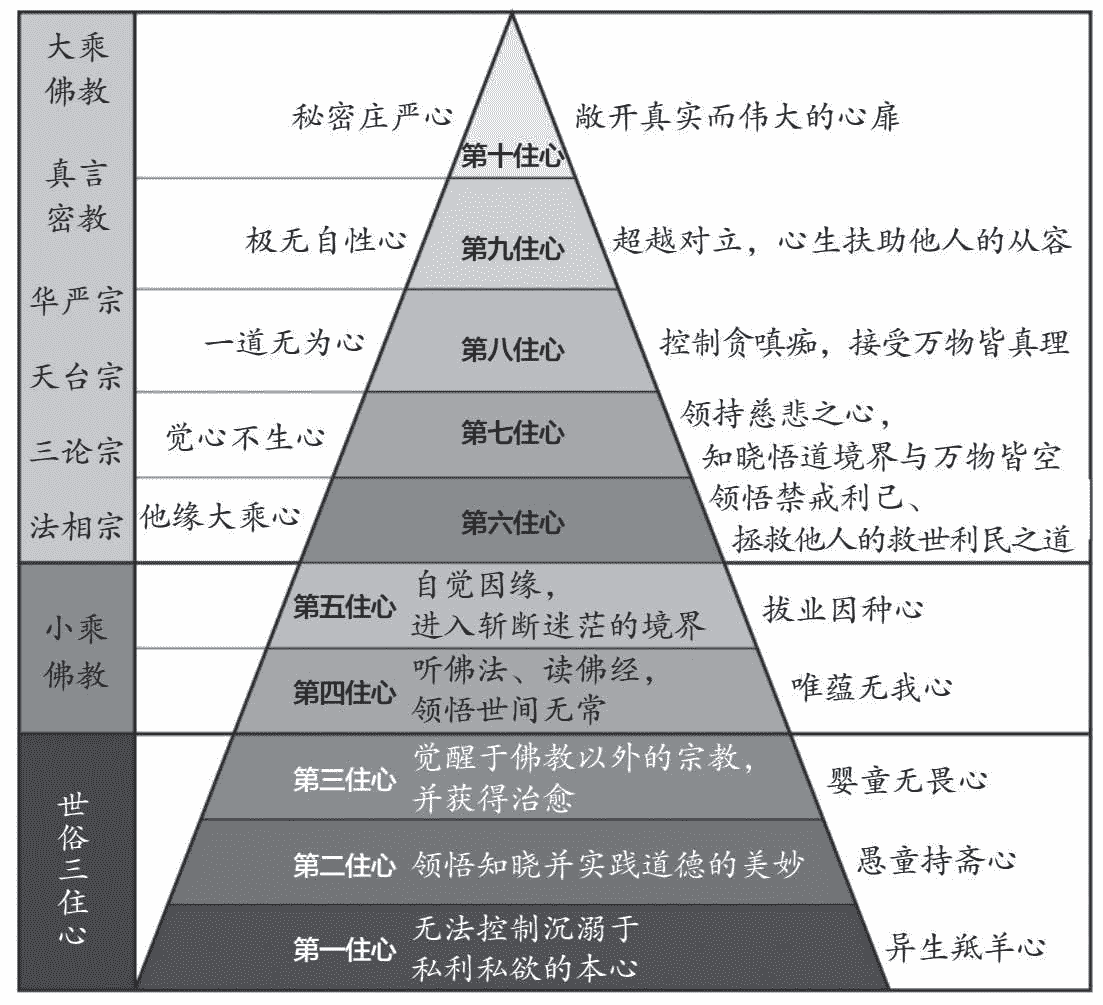 大乘
佛教
真言
密教
华严宗
天台宗
三论宗
法相宗
秘密庄严心
第十住心
敞开真实而伟大的心扉
极无自性心
第九住心
超越对立，心生扶助他人的从容
一道无为心
第八住心
控制贪嗔痴，接受万物皆真理
觉心不生心
第七住心
领持慈悲之心，
知晓悟道境界与万物皆空
他缘大乘心
第六住心
领悟禁戒利己、
拯救他人的救世利民之道
小乘
佛教
第五住心
自觉因缘，
进入斩断迷茫的境界
拔业因种心
第四住心
听佛法、读佛经，
领悟世间无常
唯蕴无我心
世俗三住心
第三住心
觉醒于佛教以外的宗教，
并获得治愈
婴童无畏心
第二住心
领悟知晓并实践道德的美妙
愚童持斋心
第一住心
无法控制沉溺于
私利私欲的本心
异生羝羊心